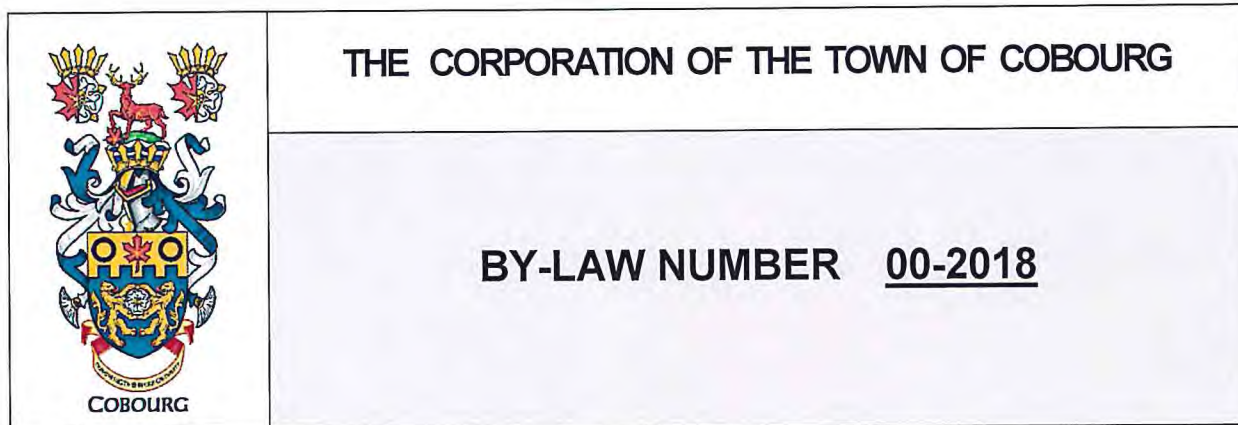 THE CORPORATION OF THE TOWN OF COBOURG
BY-LAW NUMBER 00-2018
COBOURG